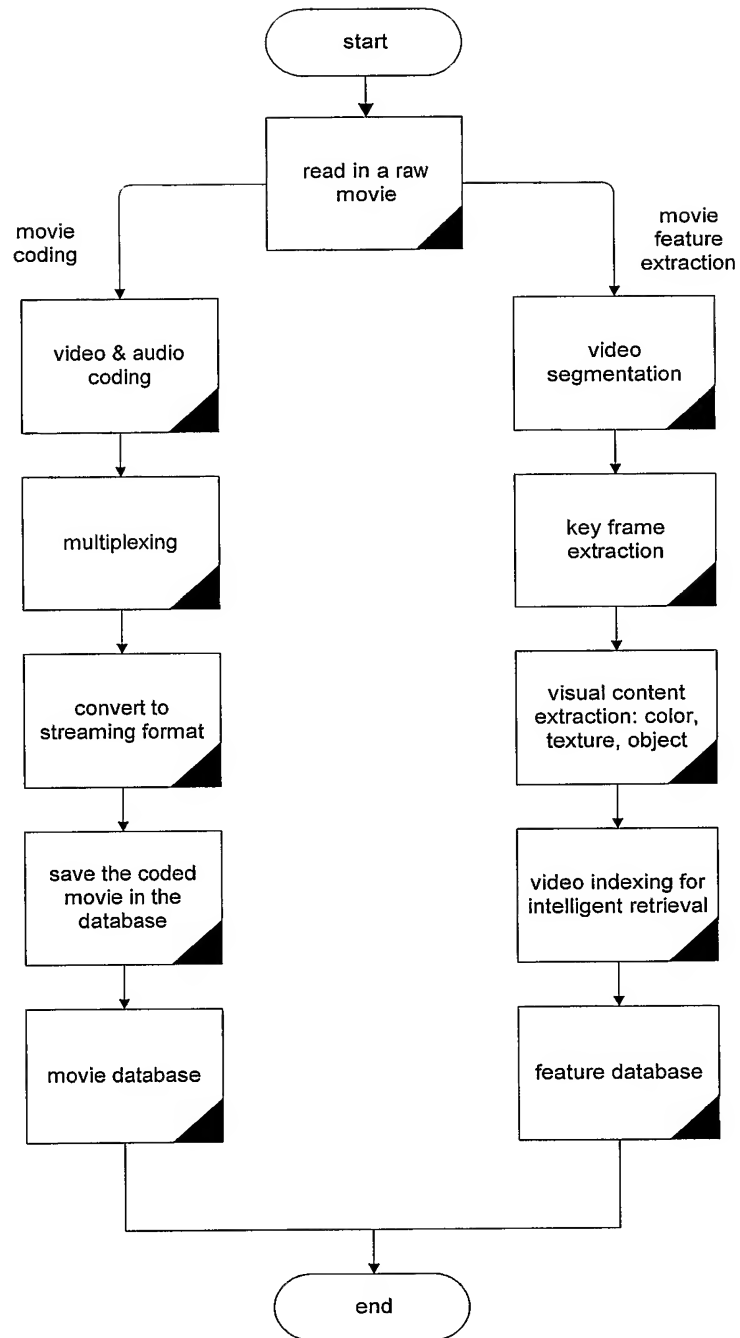 start
read in a raw
movie
movie
coding
movie
feature
extraction
video & audio
coding
multiplexing
convert to
streaming format
save the coded
movie in the
database
movie database
video
segmentation
key frame
extraction
visual content
extraction: color,
texture, object
video indexing for
intelligent retrieval
feature database
end